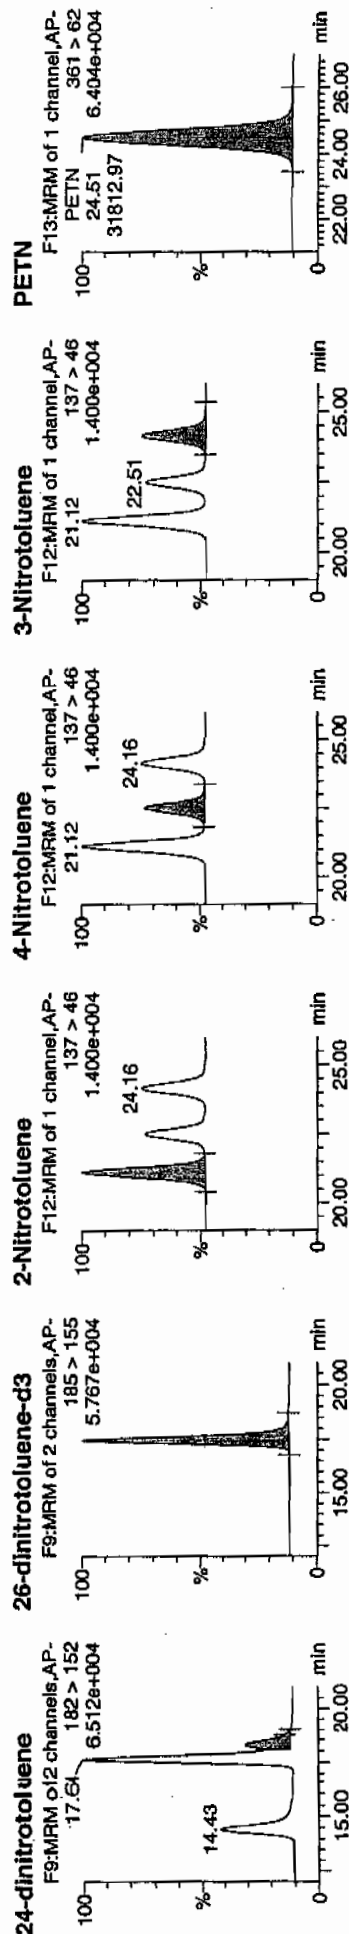 24-dinitrotoluene
F9:MRM of 2 channels,AP-
182 > 152
6.512e+004
17.64
14.43
100
%
0
15.00
20.00
min
26-dinitrotoluene-d3
F9:MRM of 2 channels,AP-
185 > 155
5.767e+004
100
%
0
15.00
20.00
min
2-Nitrotoluene
F12:MRM of 1 channel,AP-
137 > 46
1.400e+004
24.16
100
%
0
20.00
25.00
min
4-Nitrotoluene
F12:MRM of 1 channel,AP-
137 > 46
1.400e+004
21.12
24.16
100
%
0
20.00
25.00
min
3-Nitrotoluene
F12:MRM of 1 channel,AP-
137 > 46
1.400e+004
21.12
22.51
100
%
0
20.00
25.00
min
PETN
F13:MRM of 1 channel,AP-
361 > 62
6.404e+004
PETN
24.51
31812.97
100
%
0
22.00
24.00
26.00
min